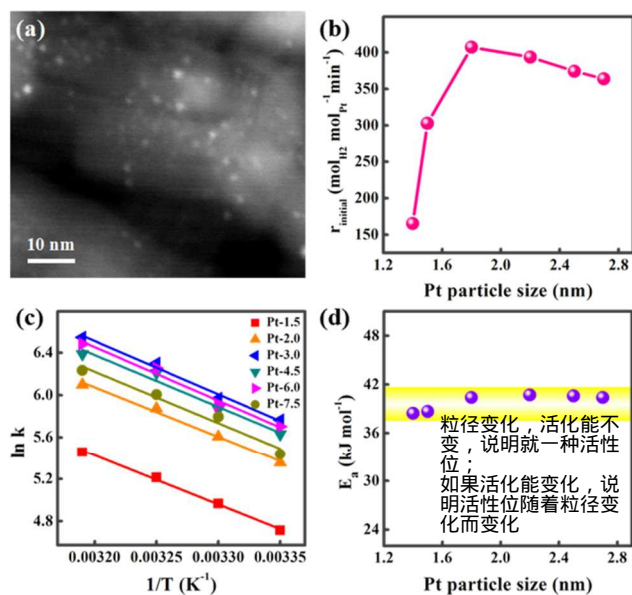 (a)
10 nm
(b)
r_initial (mol_H2 mol_Pt^-1 min^-1)
400
350
300
250
200
150
1.2 1.6 2.0 2.4 2.8
Pt particle size (nm)
(c)
Pt-1.5
Pt-2.0
Pt-3.0
Pt-4.5
Pt-6.0
Pt-7.5
ln k
6.4
6.0
5.6
5.2
4.8
0.00320 0.00325 0.00330 0.00335
1/T (K^-1)
(d)
E_a (kJ mol^-1)
48
42
36
30
24
粒径变化，活化能不
变，说明就一种活性
位；
如果活化能变化，说
明活性位随着粒径变
化而变化
1.2 1.6 2.0 2.4 2.8
Pt particle size (nm)